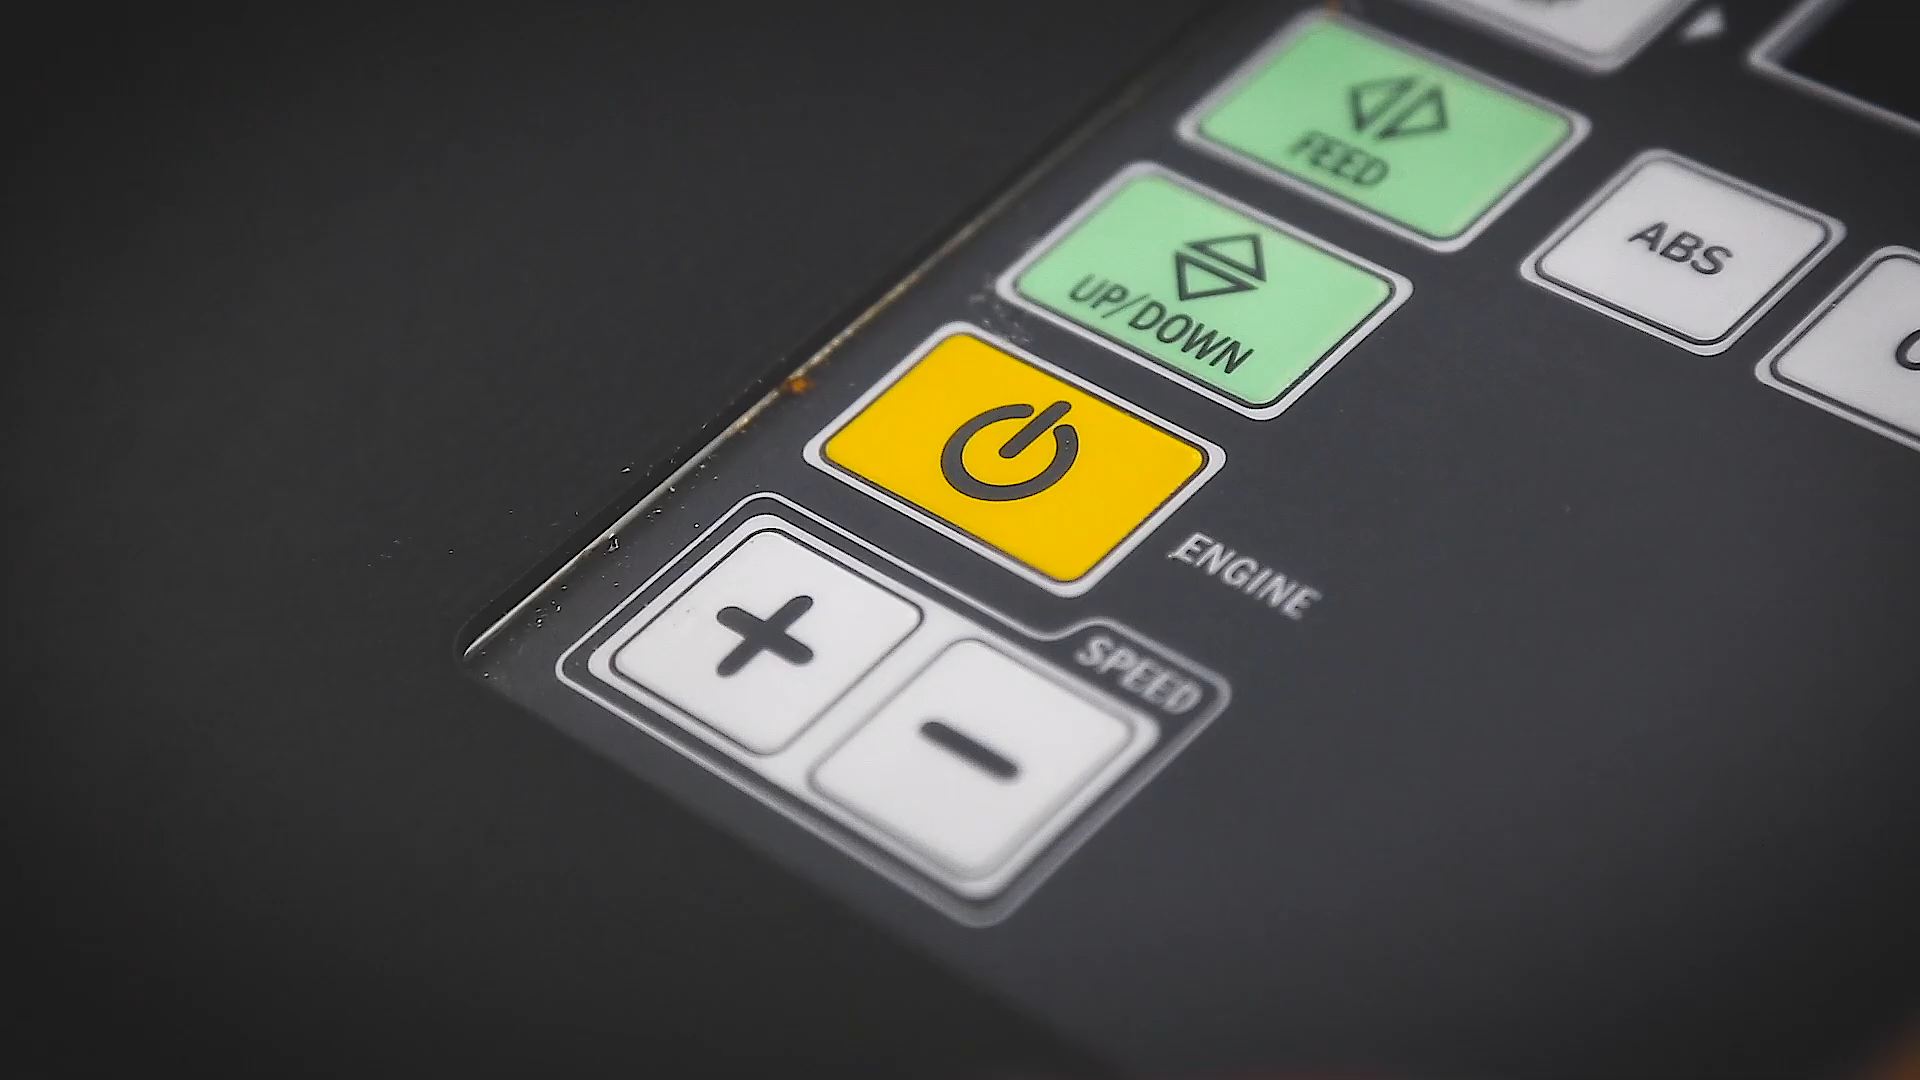 FEED
ABS
UP/DOWN
ENGINE
+
SPEED
-